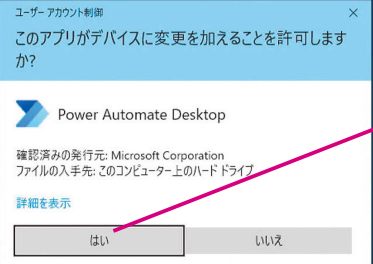 ユーザー アカウント制御
このアプリがデバイスに変更を加えることを許可します
か?
Power Automate Desktop
確認済みの発行元: Microsoft Corporation
ファイルの入手先: このコンピューター上のハード ドライブ
詳細を表示
はい
いいえ